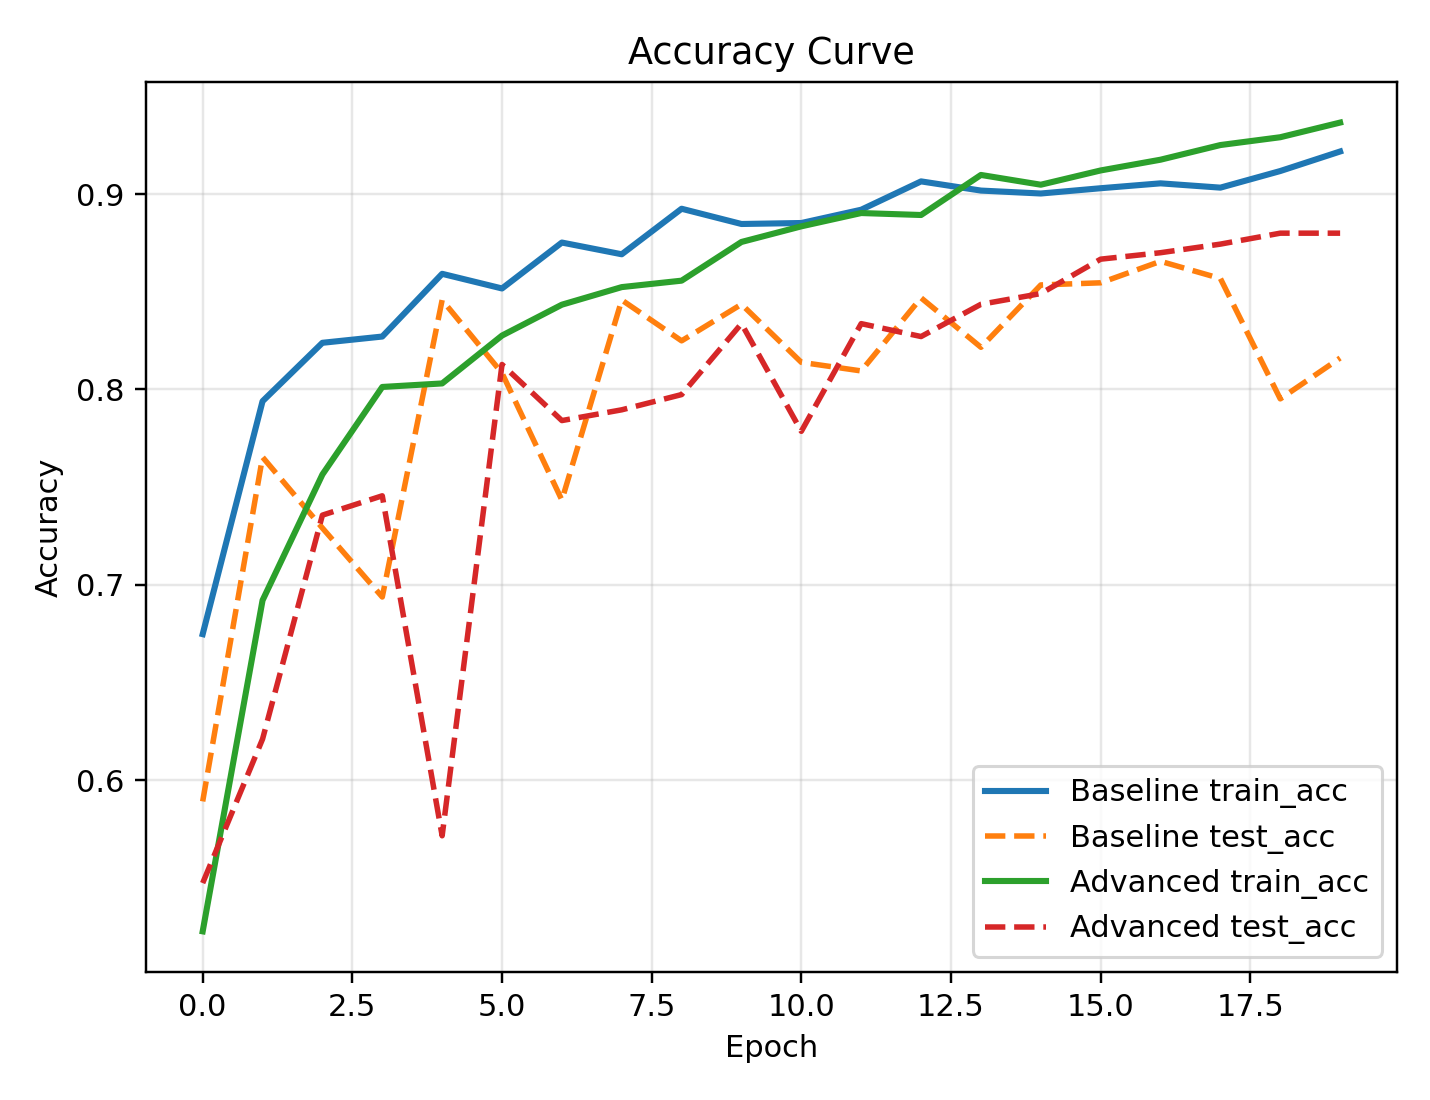 Accuracy Curve
Accuracy
0.9
0.8
0.7
0.6
0.0 2.5 5.0 7.5 10.0 12.5 15.0 17.5
Epoch
Baseline train_acc
Baseline test_acc
Advanced train_acc
Advanced test_acc